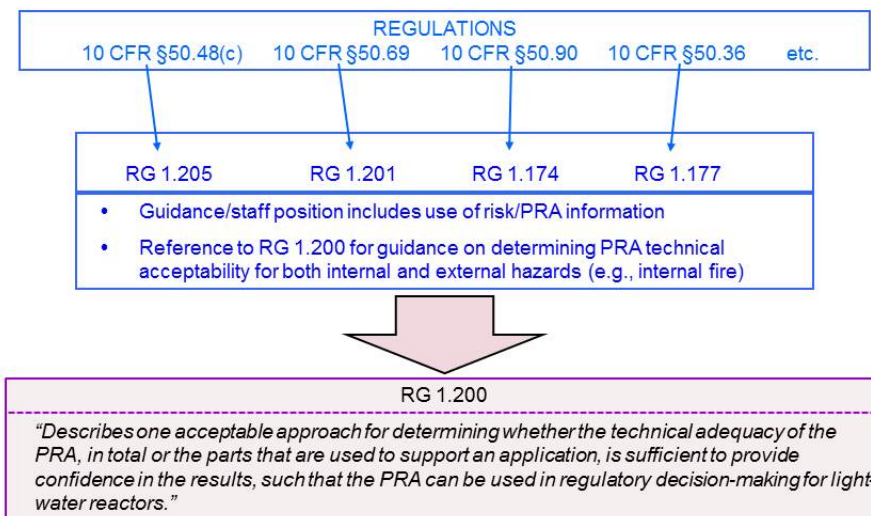 REGULATIONS
10 CFR §50.48(c) 10 CFR §50.69 10 CFR §50.90 10 CFR §50.36 etc.
RG 1.205 RG 1.201 RG 1.174 RG 1.177
• Guidance/staff position includes use of risk/PRA information
• Reference to RG 1.200 for guidance on determining PRA technical
acceptability for both internal and external hazards (e.g., internal fire)
RG 1.200
“Describes one acceptable approach for determining whether the technical adequacy of the
PRA, in total or the parts that are used to support an application, is sufficient to provide
confidence in the results, such that the PRA can be used in regulatory decision-making for light-
water reactors.”